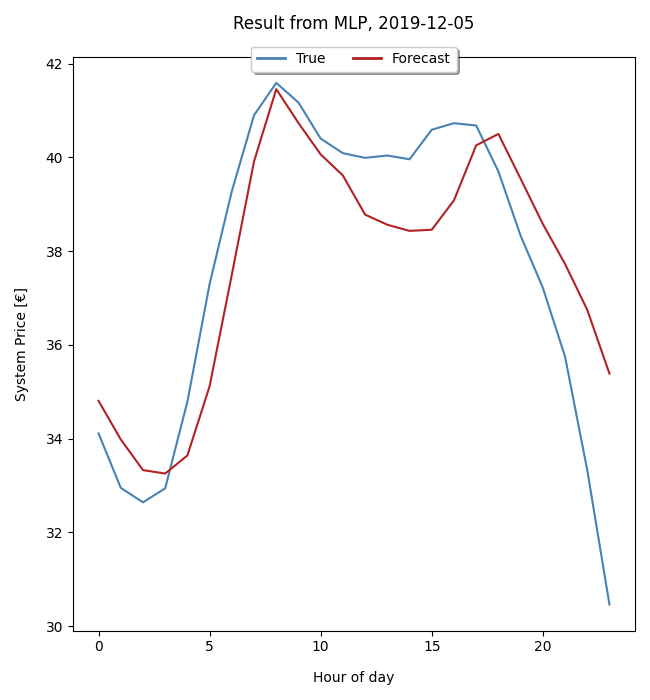 Result from MLP, 2019-12-05
True Forecast
42
40
38
36
34
32
30
System Price [€]
0 5 10 15 20
Hour of day